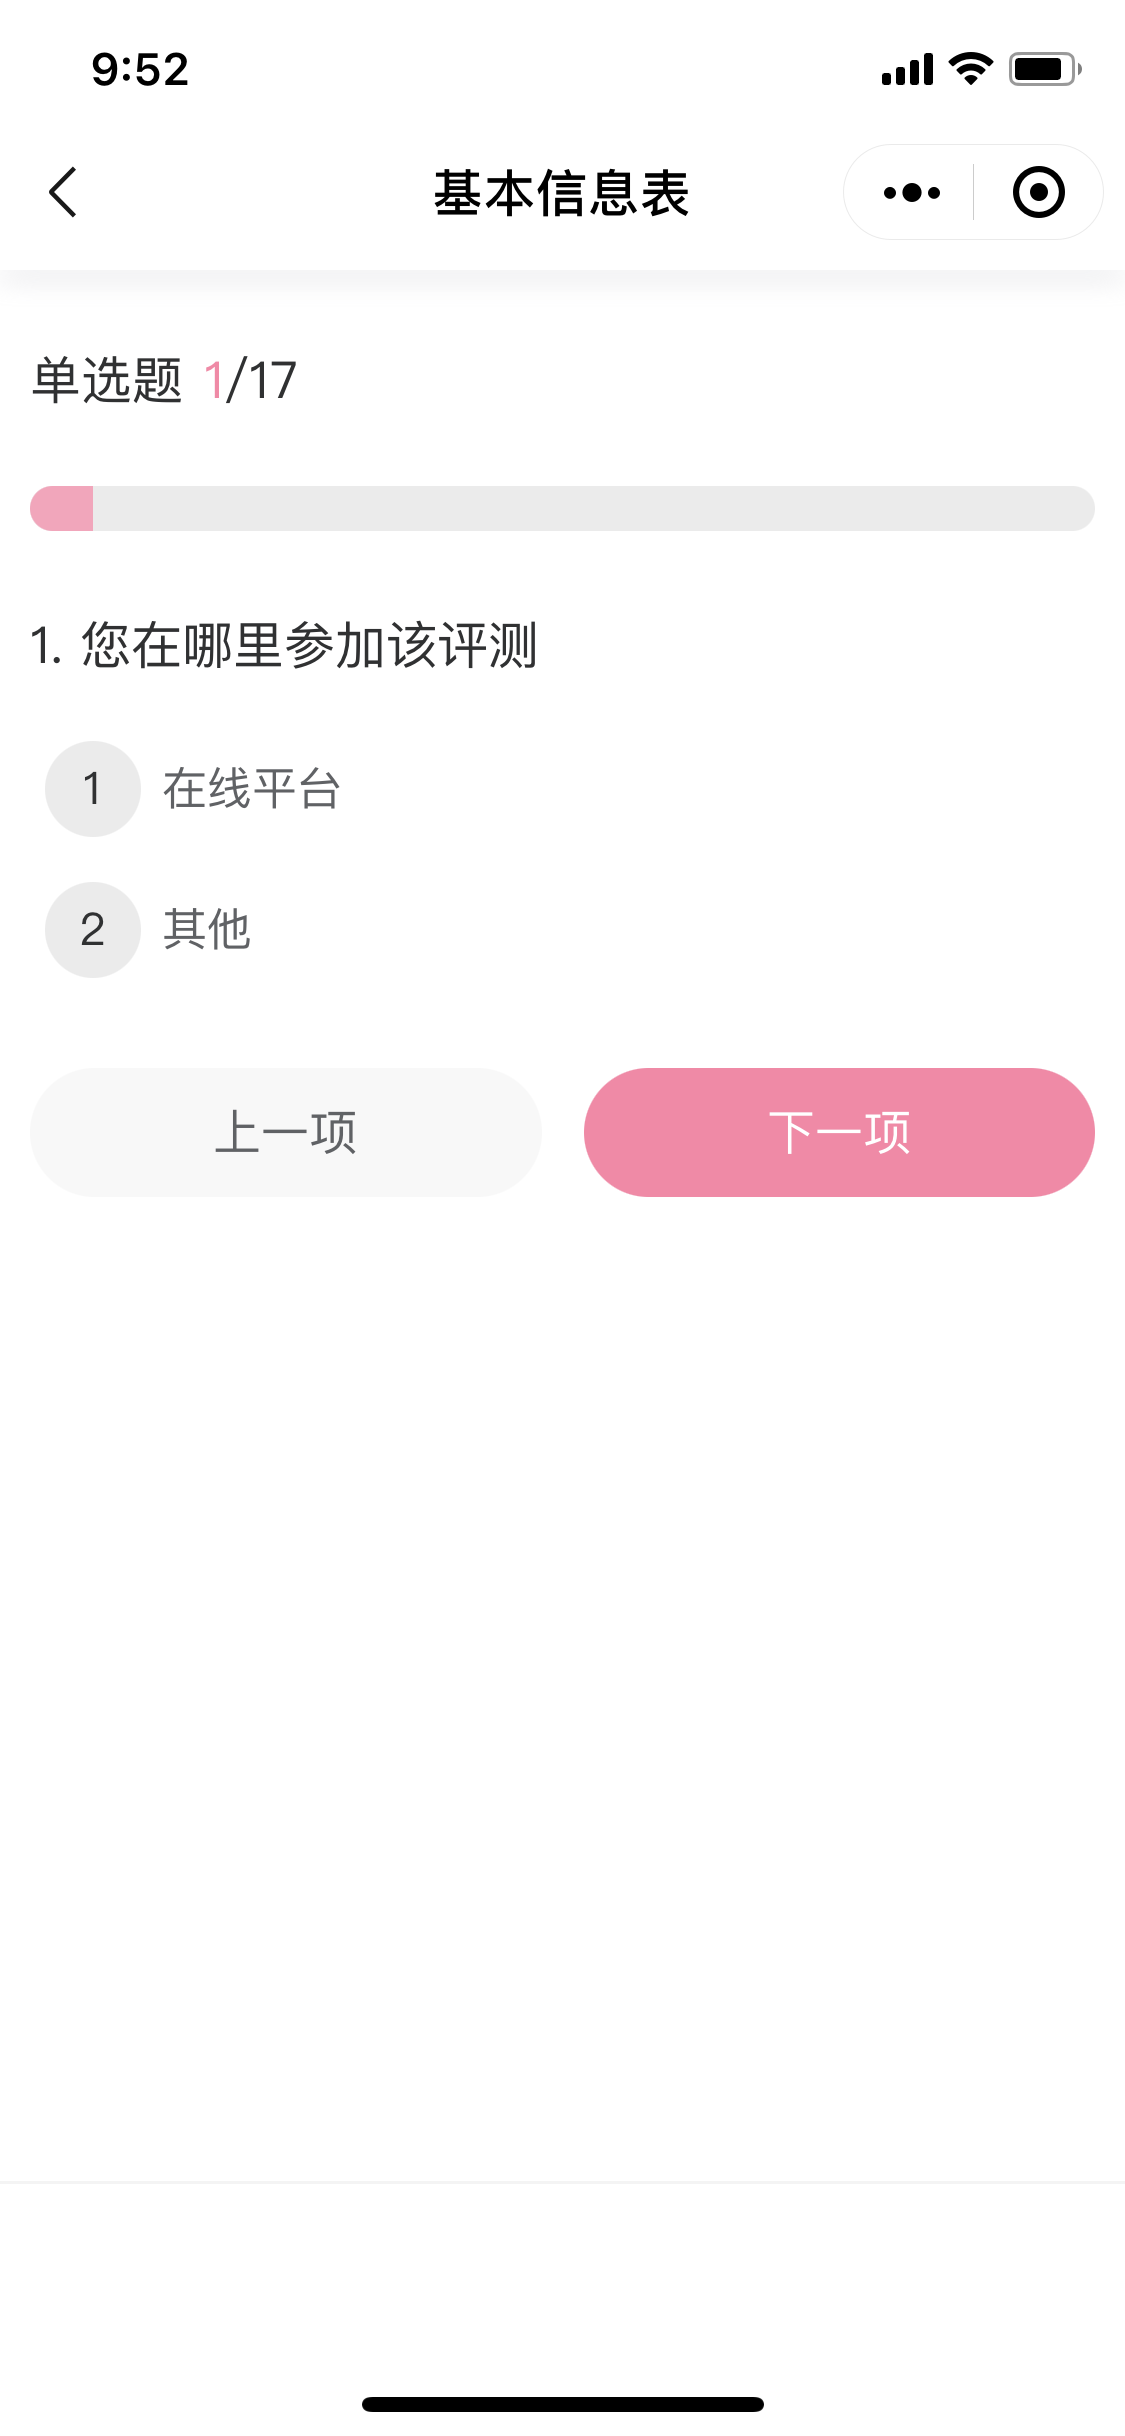 9:52
基本信息表
单选题 1/17
1. 您在哪里参加该评测
1 在线平台
2 其他
上一项 下一项